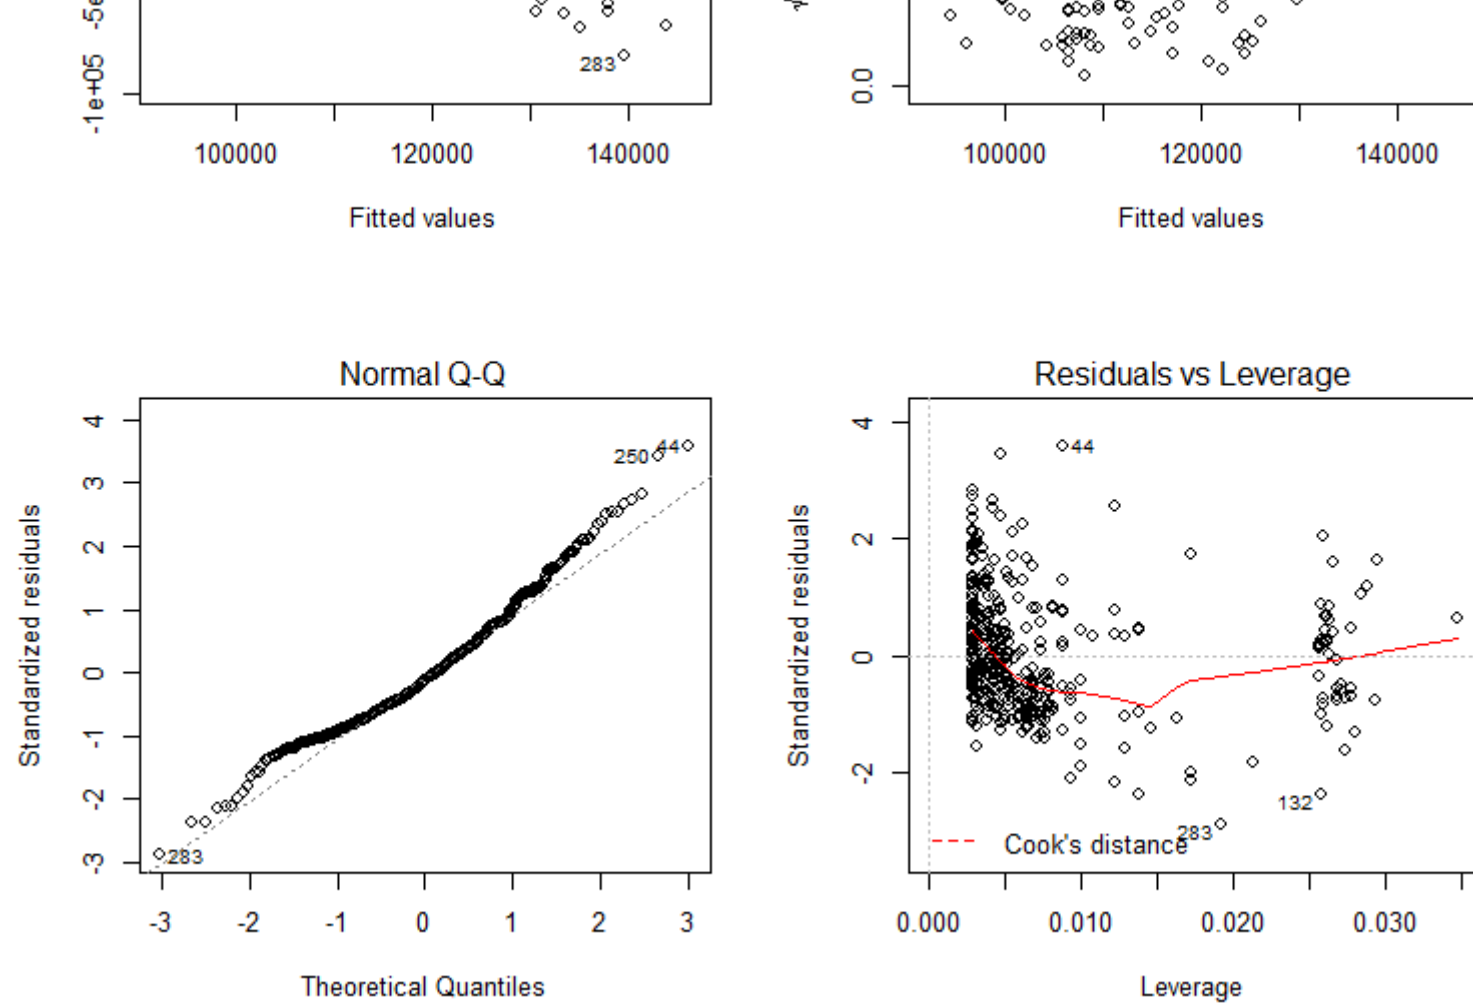 -5e
283
-1e+05
100000 120000 140000
Fitted values
0.0
100000 120000 140000
Fitted values
Normal Q-Q
4
3
2
1
0
-1
-2
-3
Standardized residuals
250
44
283
-3 -2 -1 0 1 2 3
Theoretical Quantiles
Residuals vs Leverage
4
2
0
-2
Standardized residuals
44
132
283
Cook's distance
0.000 0.010 0.020 0.030
Leverage